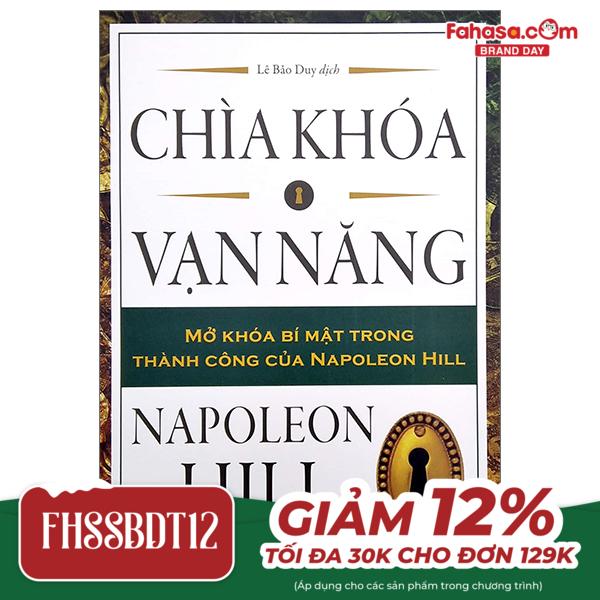 Fahasa.com
BRAND DAY
Lê Bảo Duy dịch
CHÌA KHÓA
VẠN NĂNG
MỞ KHÓA BÍ MẬT TRONG
THÀNH CÔNG CỦA NAPOLEON HILL
NAPOLEON
HILL
FHSSBDT12
GIẢM 12%
TỐI ĐA 30K CHO ĐƠN 129K
(Áp dụng cho các sản phẩm trong chương trình)